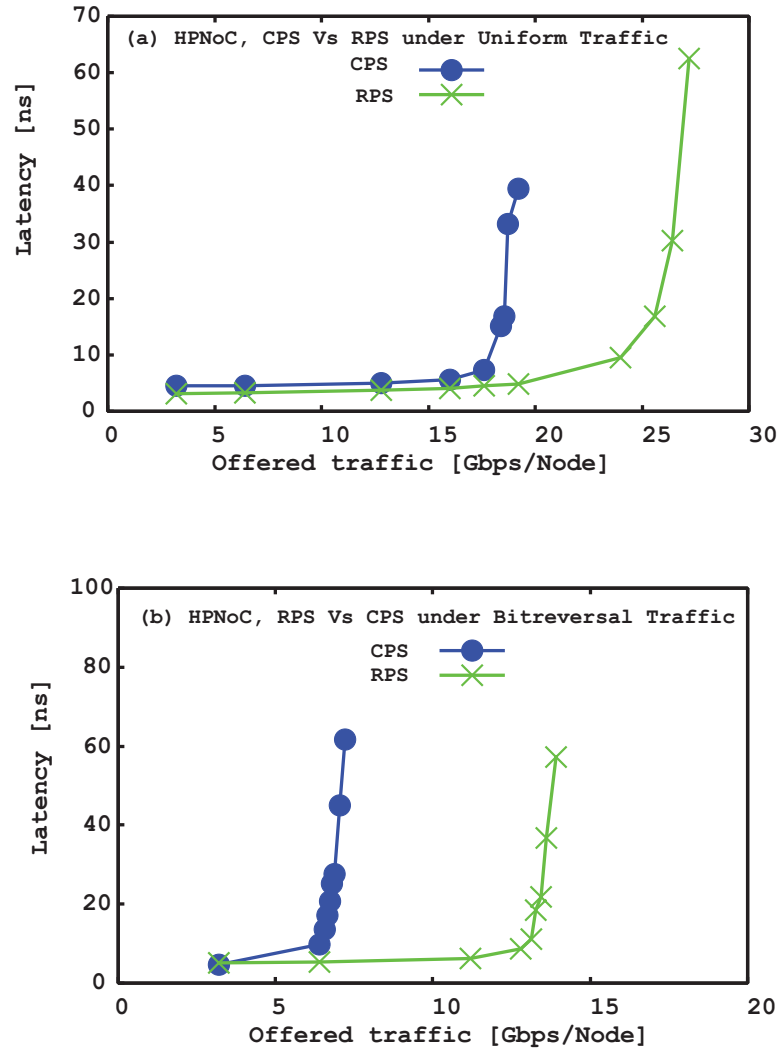 70
(a) HPNoC, CPS Vs RPS under Uniform Traffic
CPS
RPS
60
50
40
30
20
10
0
Latency [ns]
0 5 10 15 20 25 30
Offered traffic [Gbps/Node]
100
(b) HPNoC, RPS Vs CPS under Bitreversal Traffic
CPS
RPS
80
60
40
20
0
Latency [ns]
0 5 10 15 20
Offered traffic [Gbps/Node]